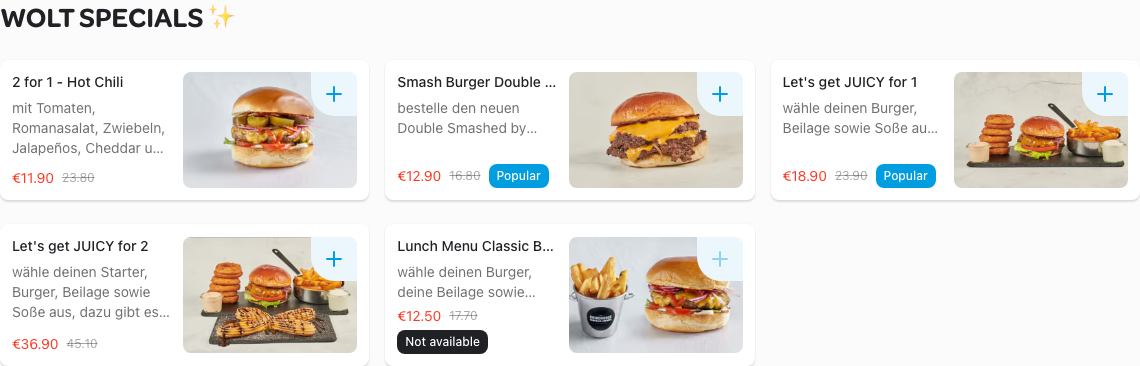 WOLT SPECIALS ✨
2 for 1 - Hot Chili
mit Tomaten,
Romanasalat, Zwiebeln,
Jalapeños, Cheddar u...
€11.90 23.80
Smash Burger Double ...
bestelle den neuen
Double Smashed by...
€12.90 16.80 Popular
Let's get JUICY for 1
wähle deinen Burger,
Beilage sowie Soße au...
€18.90 23.90 Popular
Let's get JUICY for 2
wähle deinen Starter,
Burger, Beilage sowie
Soße aus, dazu gibt es...
€36.90 45.10
Lunch Menu Classic B...
wähle deinen Burger,
deine Beilage sowie...
€12.50 17.70
Not available